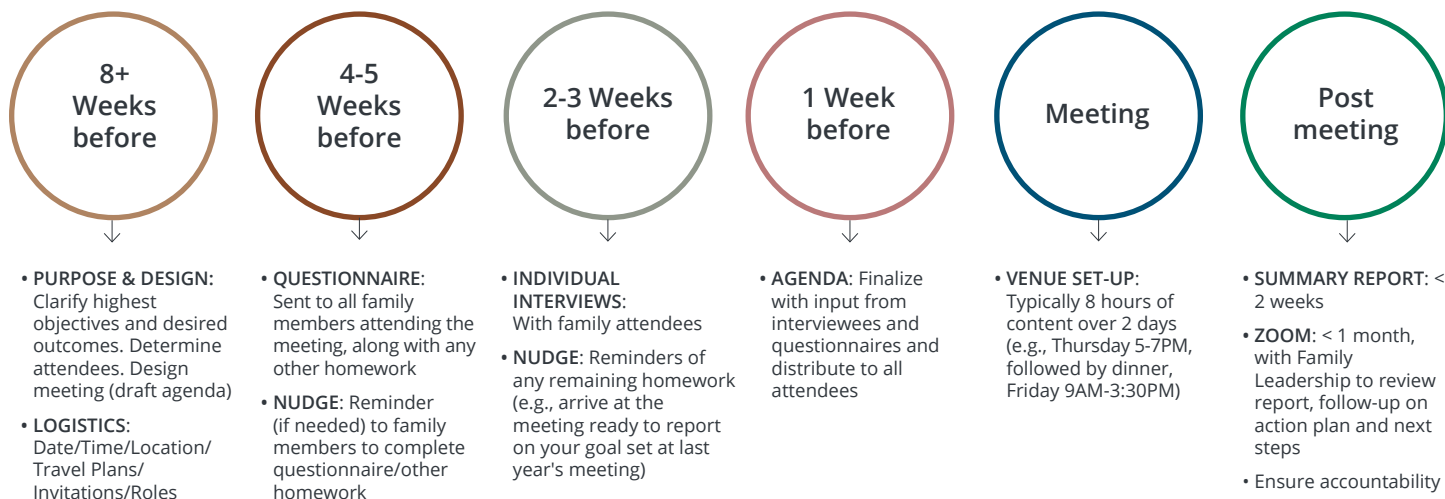 8+
Weeks
before
4-5
Weeks
before
2-3 Weeks
before
1 Week
before
Meeting
Post
meeting
• PURPOSE & DESIGN:
Clarify highest
objectives and desired
outcomes. Determine
attendees. Design
meeting (draft agenda)
• LOGISTICS:
Date/Time/Location/
Travel Plans/
Invitations/Roles
• QUESTIONNAIRE:
Sent to all family
members attending the
meeting, along with any
other homework
• NUDGE: Reminder
(if needed) to family
members to complete
questionnaire/other
homework
• INDIVIDUAL
INTERVIEWS:
With family attendees
• NUDGE: Reminders of
any remaining homework
(e.g., arrive at the
meeting ready to report
on your goal set at last
year's meeting)
• AGENDA: Finalize
with input from
interviewees and
questionnaires and
distribute to all
attendees
• VENUE SET-UP:
Typically 8 hours of
content over 2 days
(e.g., Thursday 5-7PM,
followed by dinner,
Friday 9AM-3:30PM)
• SUMMARY REPORT: <
2 weeks
• ZOOM: < 1 month,
with Family
Leadership to review
report, follow-up on
action plan and next
steps
• Ensure accountability